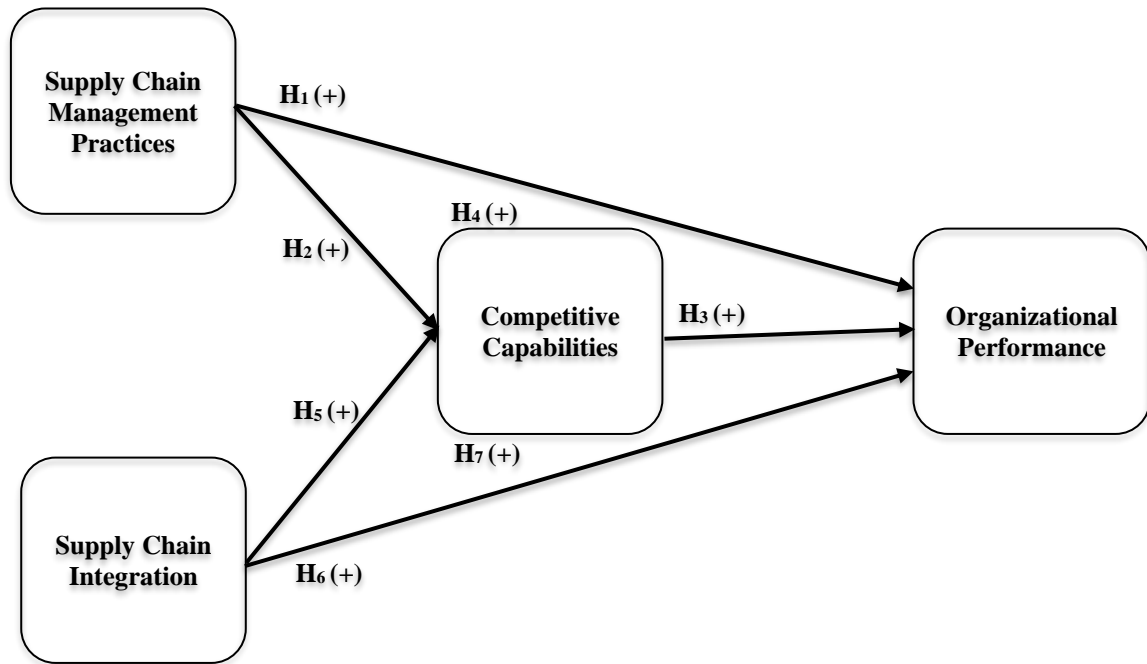 Supply Chain
Management
Practices
H₁ (+)
H₂ (+)
H₄ (+)
Competitive
Capabilities
H₃ (+)
Organizational
Performance
H₅ (+)
H₇ (+)
Supply Chain
Integration
H₆ (+)